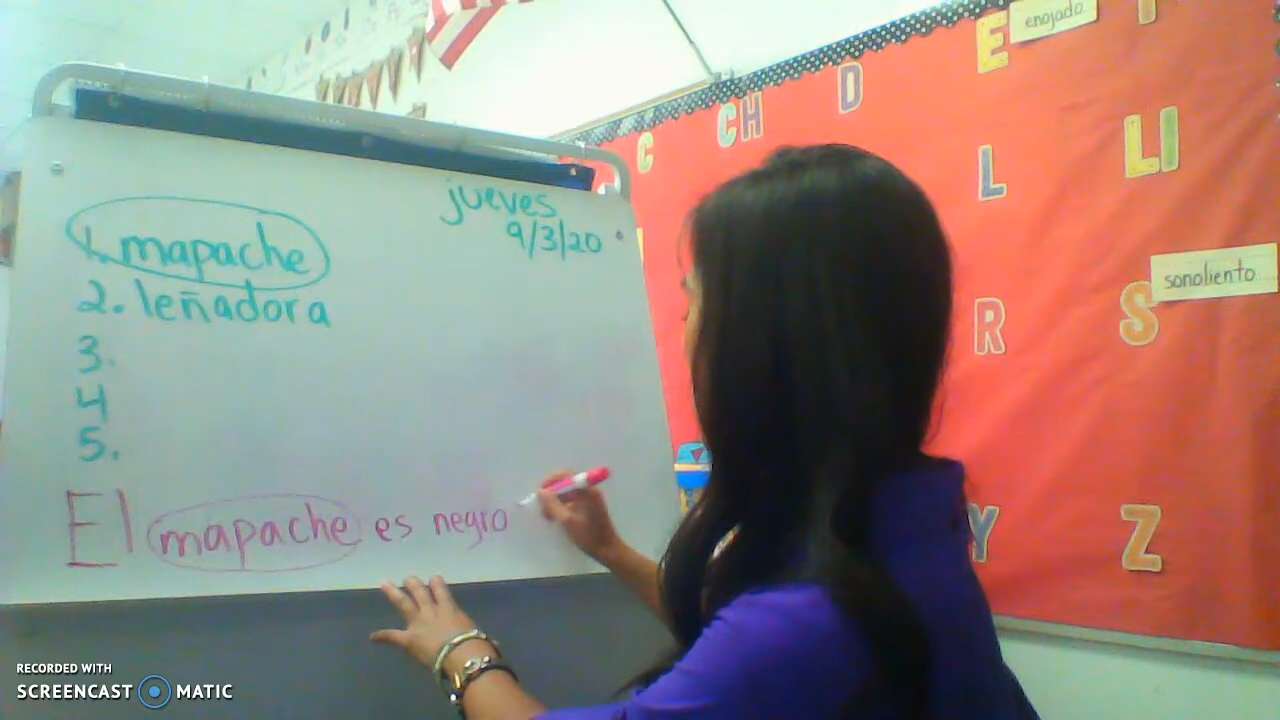 jueves
9/3/20
1. mapache
2. leñadora
3.
4
5.
El mapache es negro
C
CH
D
E
enojado
L
Ll
R
S
sonoliento
Y
Z
RECORDED WITH
SCREENCAST MATIC